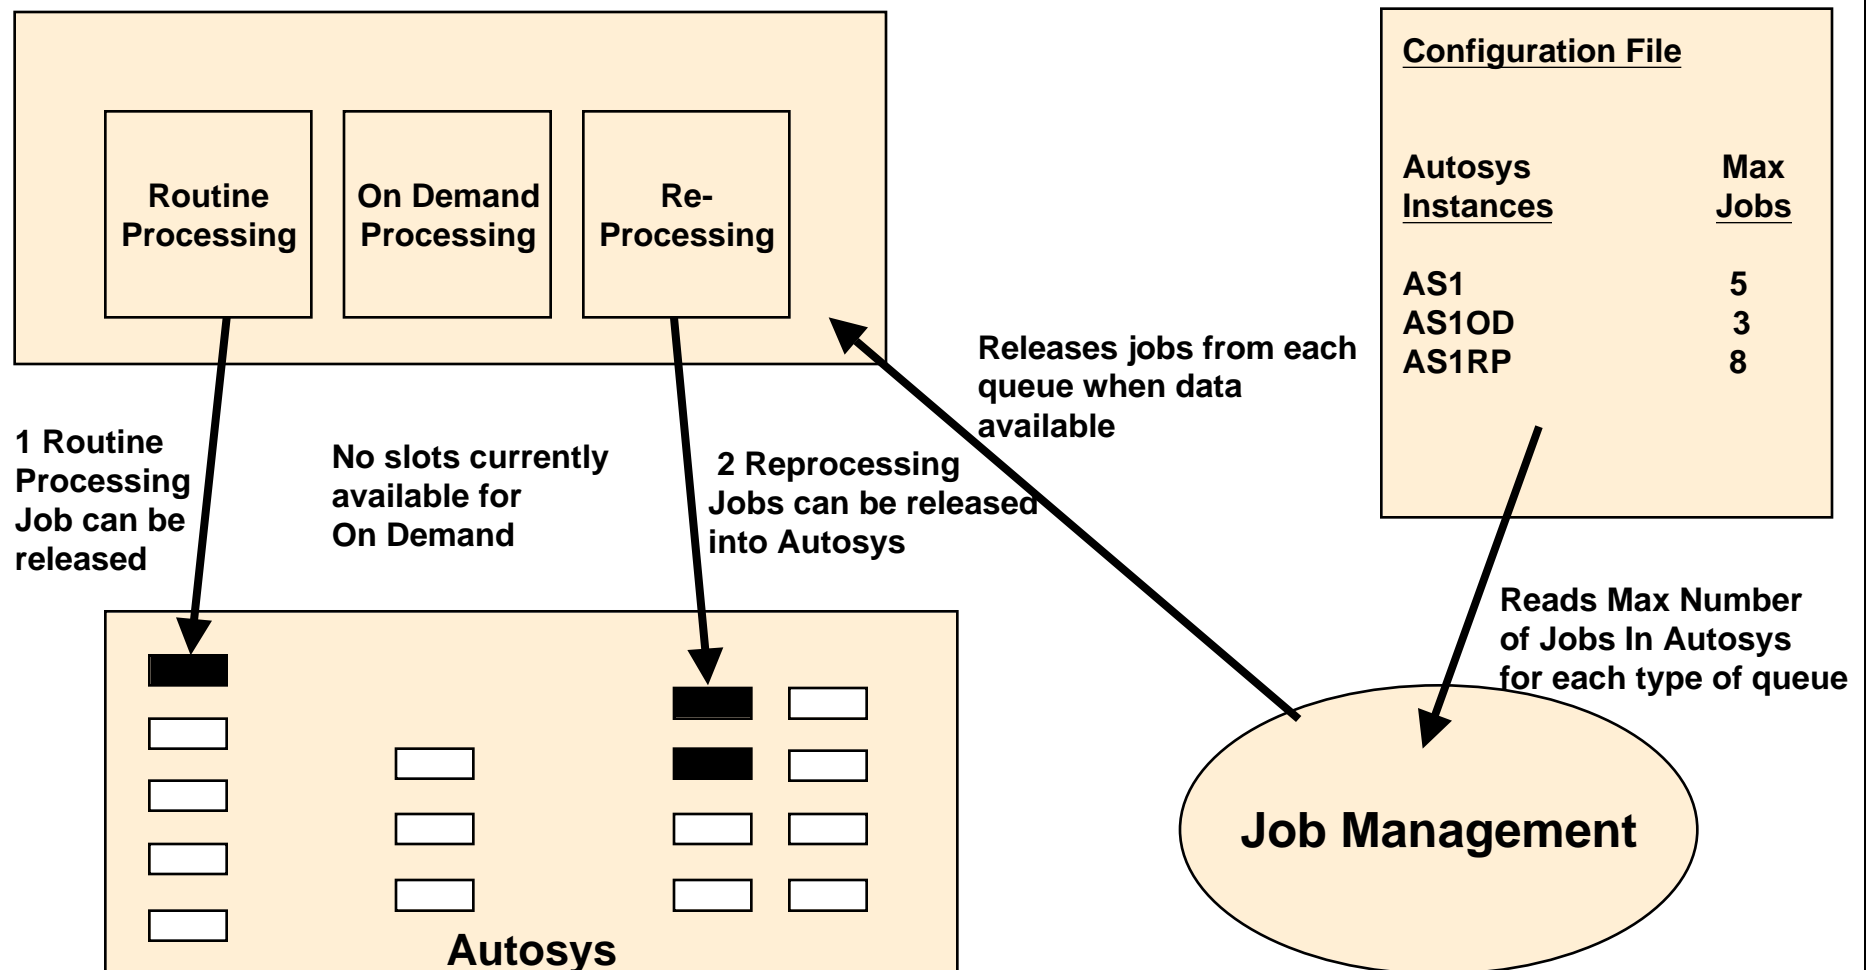 Routine
Processing
On Demand
Processing
Re-
Processing
Configuration File
Autosys Max
Instances Jobs
AS1 5
AS1OD 3
AS1RP 8
Releases jobs from each
queue when data
available
1 Routine
Processing
Job can be
released
No slots currently
available for
On Demand
2 Reprocessing
Jobs can be released
into Autosys
Reads Max Number
of Jobs In Autosys
for each type of queue
Job Management
Autosys